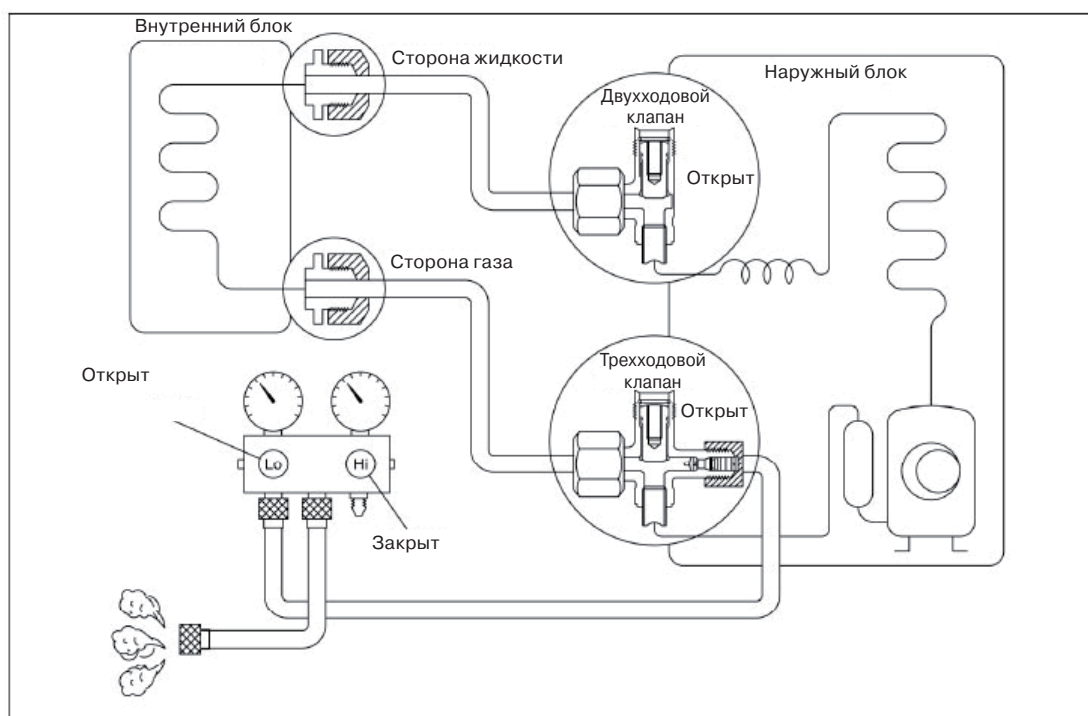 Внутренний блок
Сторона жидкости
Наружный блок
Двухходовой
клапан
Открыт
Сторона газа
Трехходовой
клапан
Открыт
Открыт
Lo
Hi
Закрыт